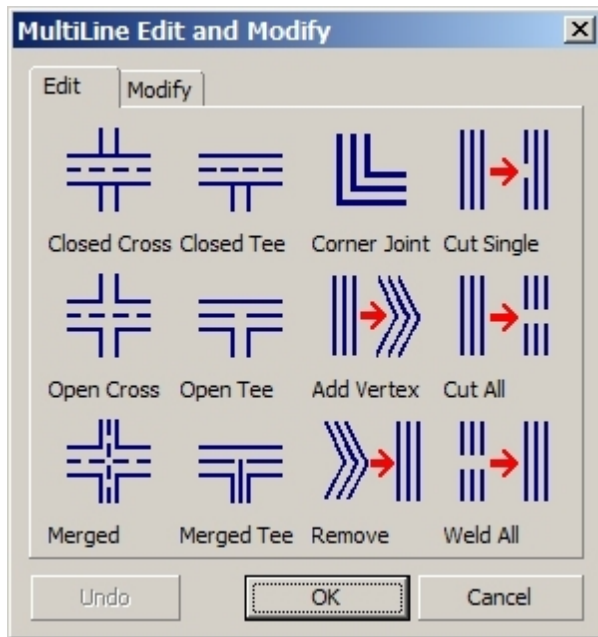 MultiLine Edit and Modify
Edit Modify
Closed Cross Closed Tee Corner Joint Cut Single
Open Cross Open Tee Add Vertex Cut All
Merged Merged Tee Remove Weld All
Undo OK Cancel